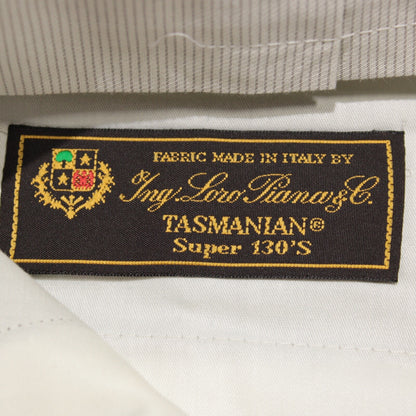 FABRIC MADE IN ITALY BY
Ing. Loro Piana & C.
TASMANIAN®
Super 130'S